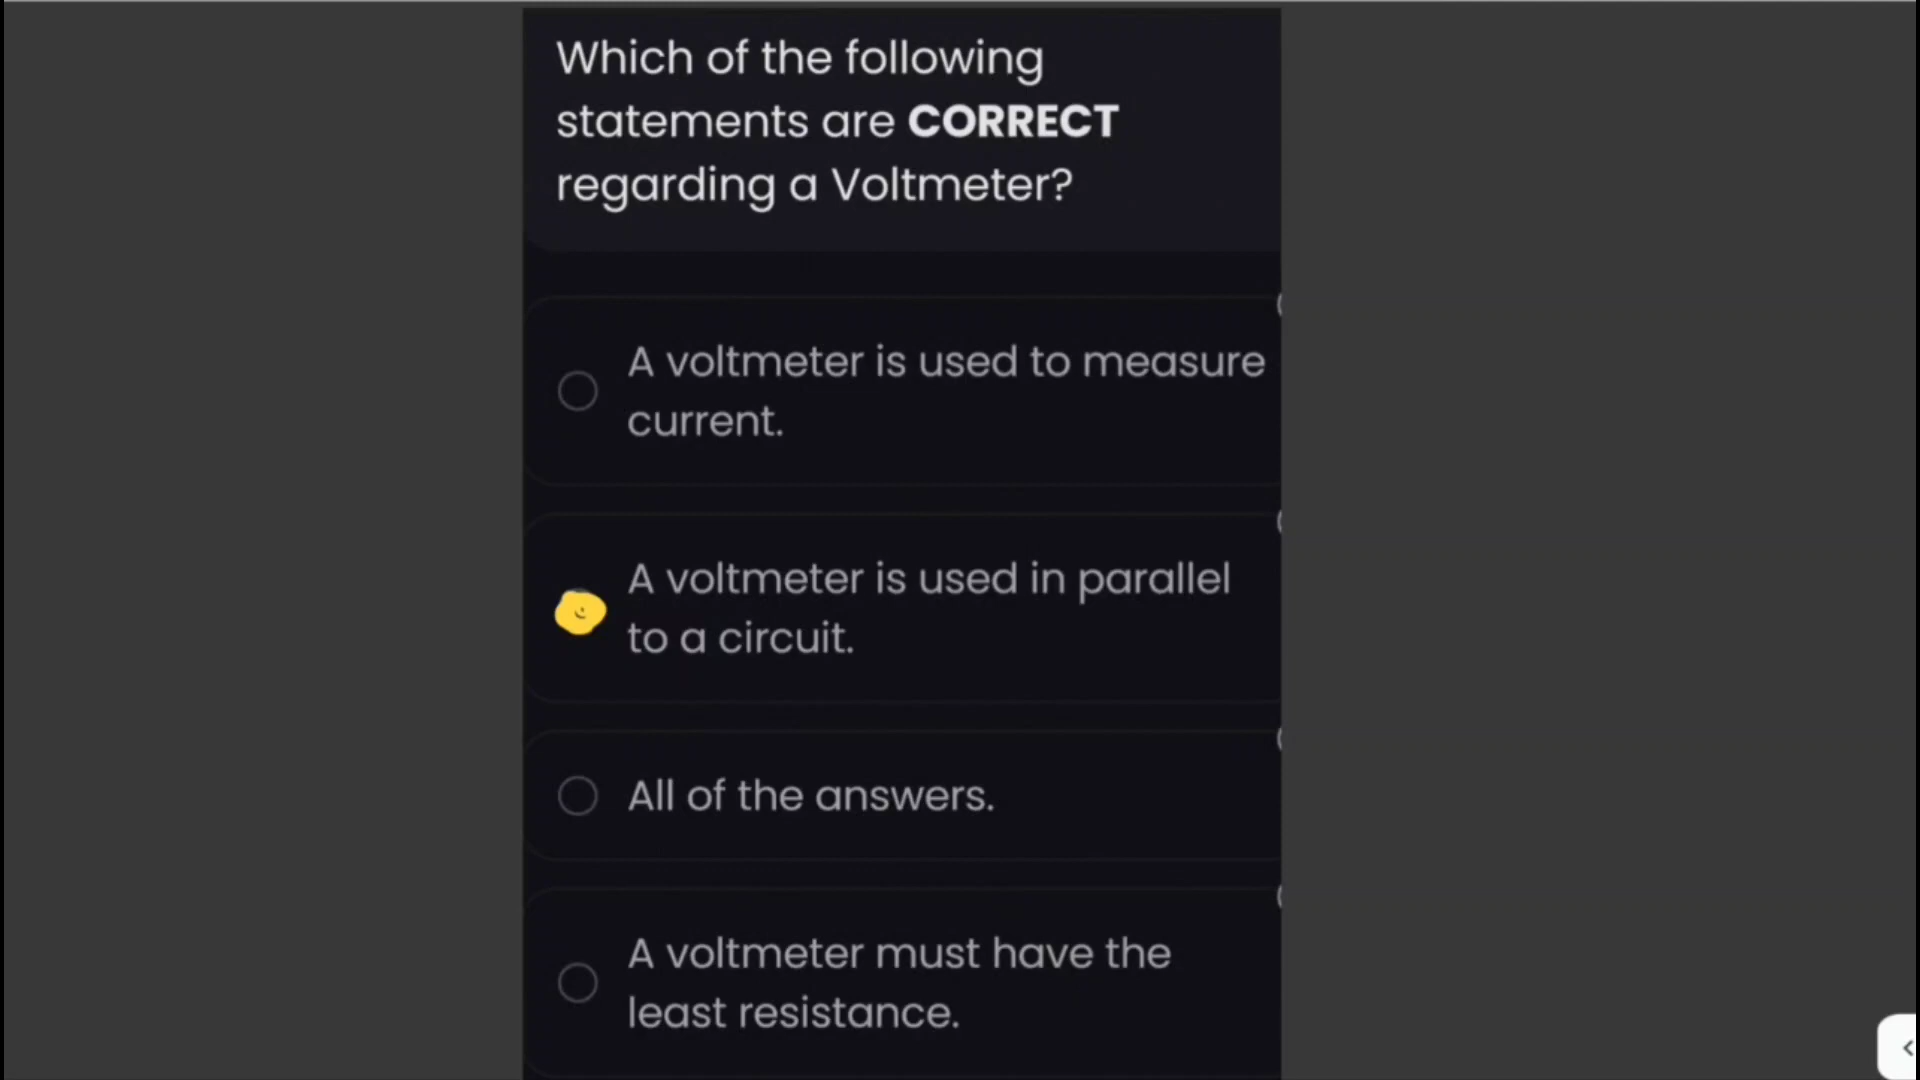 Which of the following
statements are CORRECT
regarding a Voltmeter?
A voltmeter is used to measure
current.
A voltmeter is used in parallel
to a circuit.
All of the answers.
A voltmeter must have the
least resistance.